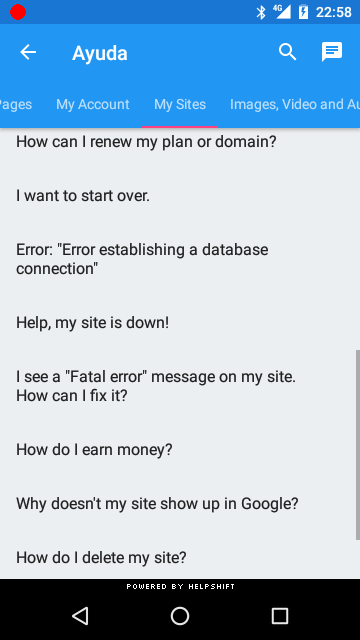 4G 22:58
Ayuda
Pages My Account My Sites Images, Video and Au
How can I renew my plan or domain?
I want to start over.
Error: "Error establishing a database
connection"
Help, my site is down!
I see a "Fatal error" message on my site.
How can I fix it?
How do I earn money?
Why doesn't my site show up in Google?
How do I delete my site?
POWERED BY HELPSHIFT